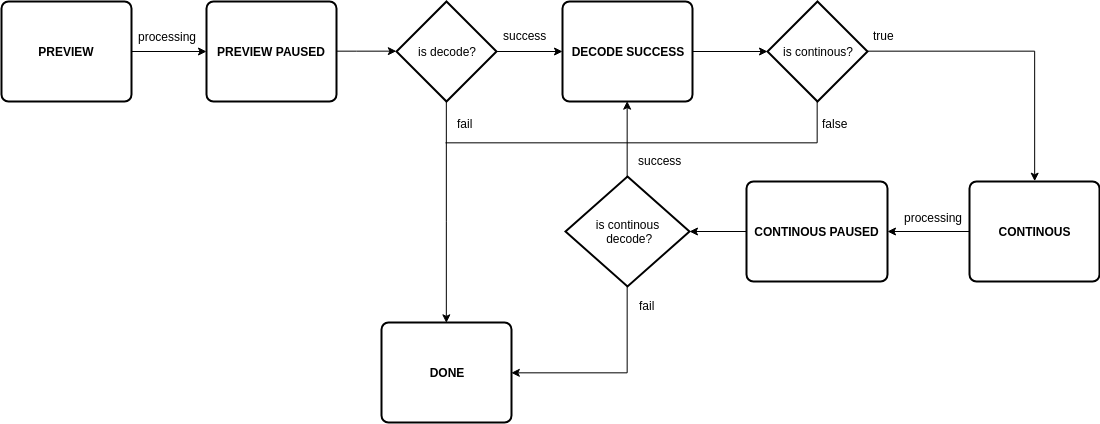 PREVIEW
processing
PREVIEW PAUSED
is decode?
success
DECODE SUCCESS
is continous?
true
fail
false
success
is continous
decode?
CONTINOUS PAUSED
processing
CONTINOUS
fail
DONE